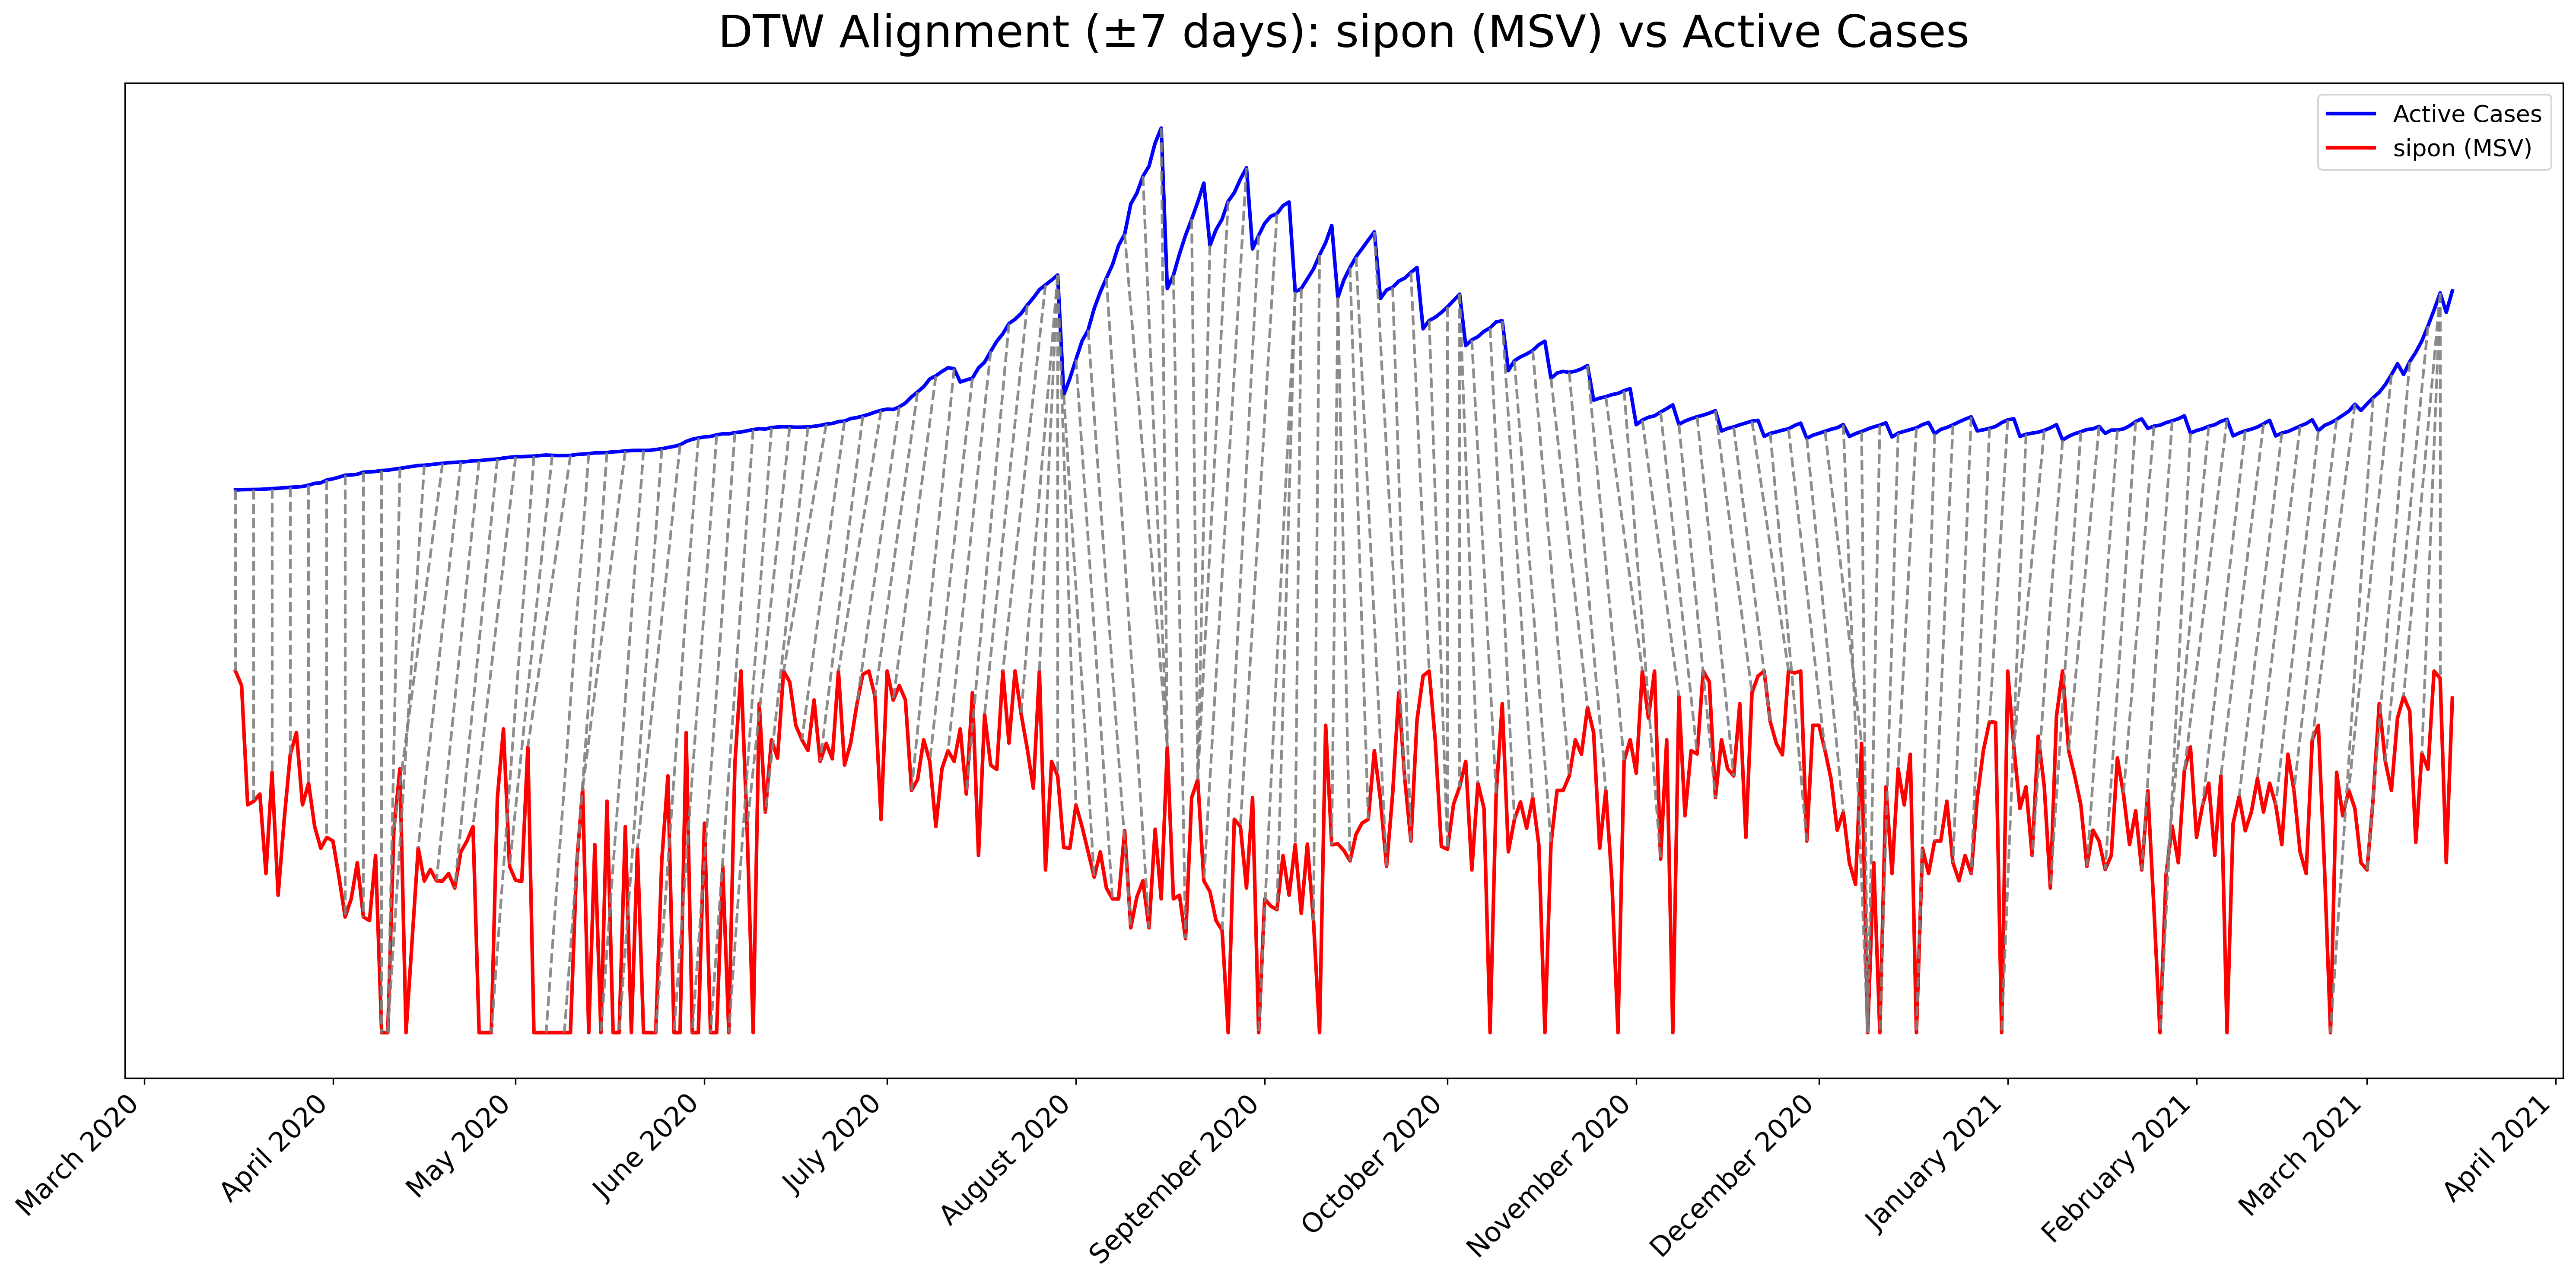 DTW Alignment (±7 days): sipon (MSV) vs Active Cases
Active Cases
sipon (MSV)
March 2020
April 2020
May 2020
June 2020
July 2020
August 2020
September 2020
October 2020
November 2020
December 2020
January 2021
February 2021
March 2021
April 2021